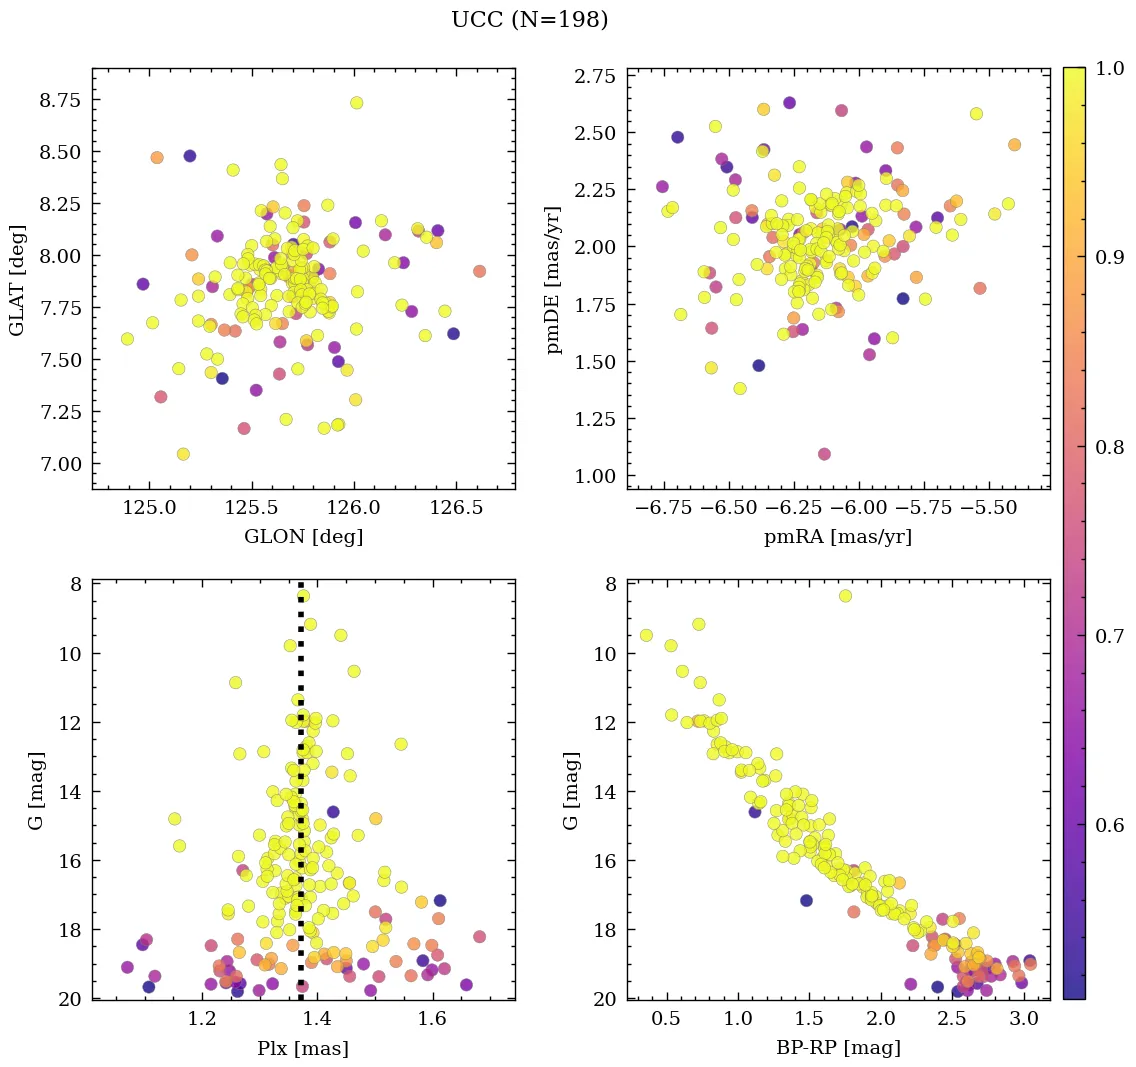 UCC (N=198)
8.75
8.50
8.25
8.00
7.75
7.50
7.25
7.00
GLAT [deg]
125.0 125.5 126.0 126.5
GLON [deg]
2.75
2.50
2.25
2.00
1.75
1.50
1.25
1.00
pmDE [mas/yr]
−6.75 −6.50 −6.25 −6.00 −5.75 −5.50
pmRA [mas/yr]
1.0
0.9
0.8
0.7
0.6
8
10
12
14
16
18
20
G [mag]
1.2 1.4 1.6
Plx [mas]
8
10
12
14
16
18
20
G [mag]
0.5 1.0 1.5 2.0 2.5 3.0
BP-RP [mag]